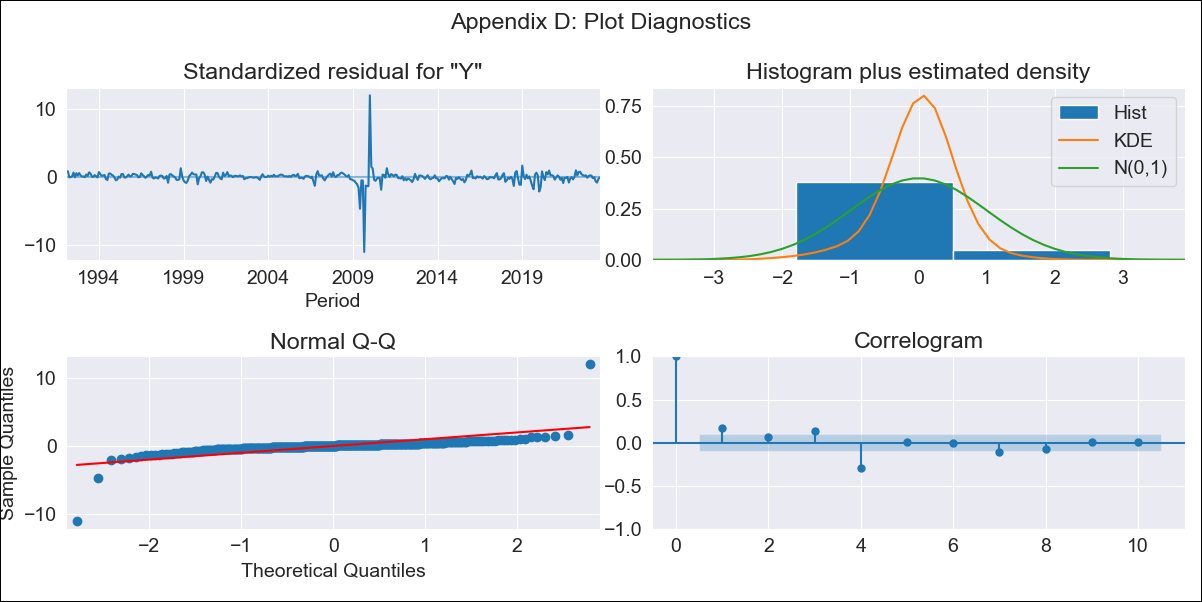 Appendix D: Plot Diagnostics
Standardized residual for "Y"
10
0
−10
1994 1999 2004 2009 2014 2019
Period
Histogram plus estimated density
0.75
0.50
0.25
0.00
Hist
KDE
N(0,1)
−3 −2 −1 0 1 2 3
Normal Q-Q
Sample Quantiles
10
0
−10
−2 −1 0 1 2
Theoretical Quantiles
Correlogram
1.0
0.5
0.0
−0.5
−1.0
0 2 4 6 8 10